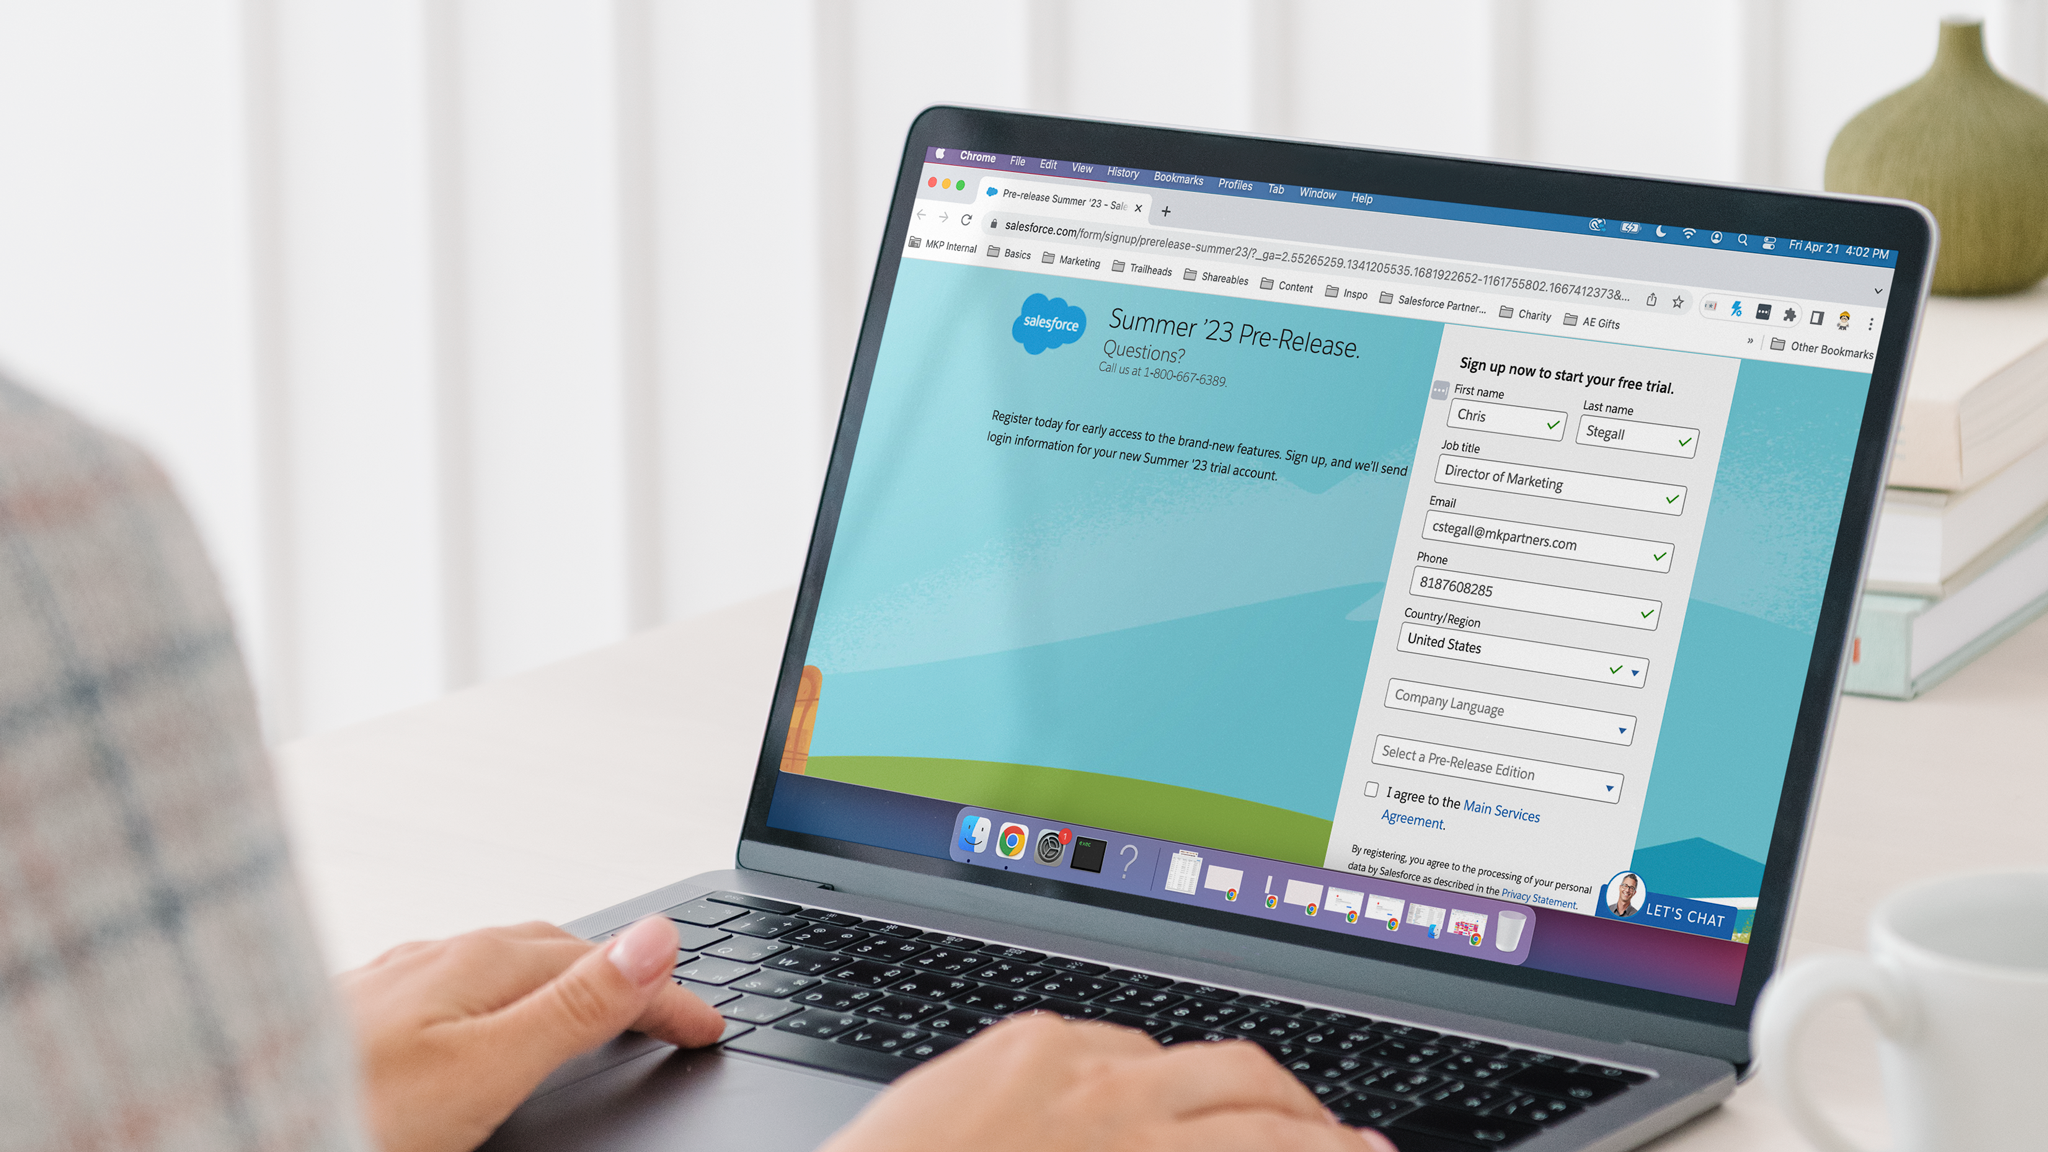 Chrome File Edit View History Bookmarks Profiles Tab Window Help
Fri Apr 21 4:02 PM
Pre-release Summer '23 - Sale
salesforce.com/form/signup/prerelease-summer23/?_ga=2.55265259.1341205535.1681922652-1161755802.1667412373&...
MKP Internal Basics Marketing Trailheads Shareables Content Inspo Salesforce Partner... Charity AE Gifts
» Other Bookmarks
salesforce
Summer '23 Pre-Release.
Questions?
Call us at 1-800-667-6389.
Register today for early access to the brand-new features. Sign up, and we'll send
login information for your new Summer '23 trial account.
Sign up now to start your free trial.
First name Last name
Chris Stegall
Job title
Director of Marketing
Email
cstegall@mkpartners.com
Phone
8187608285
Country/Region
United States
Company Language
Select a Pre-Release Edition
I agree to the Main Services
Agreement.
By registering, you agree to the processing of your personal
data by Salesforce as described in the Privacy Statement.
LET'S CHAT
1
exec